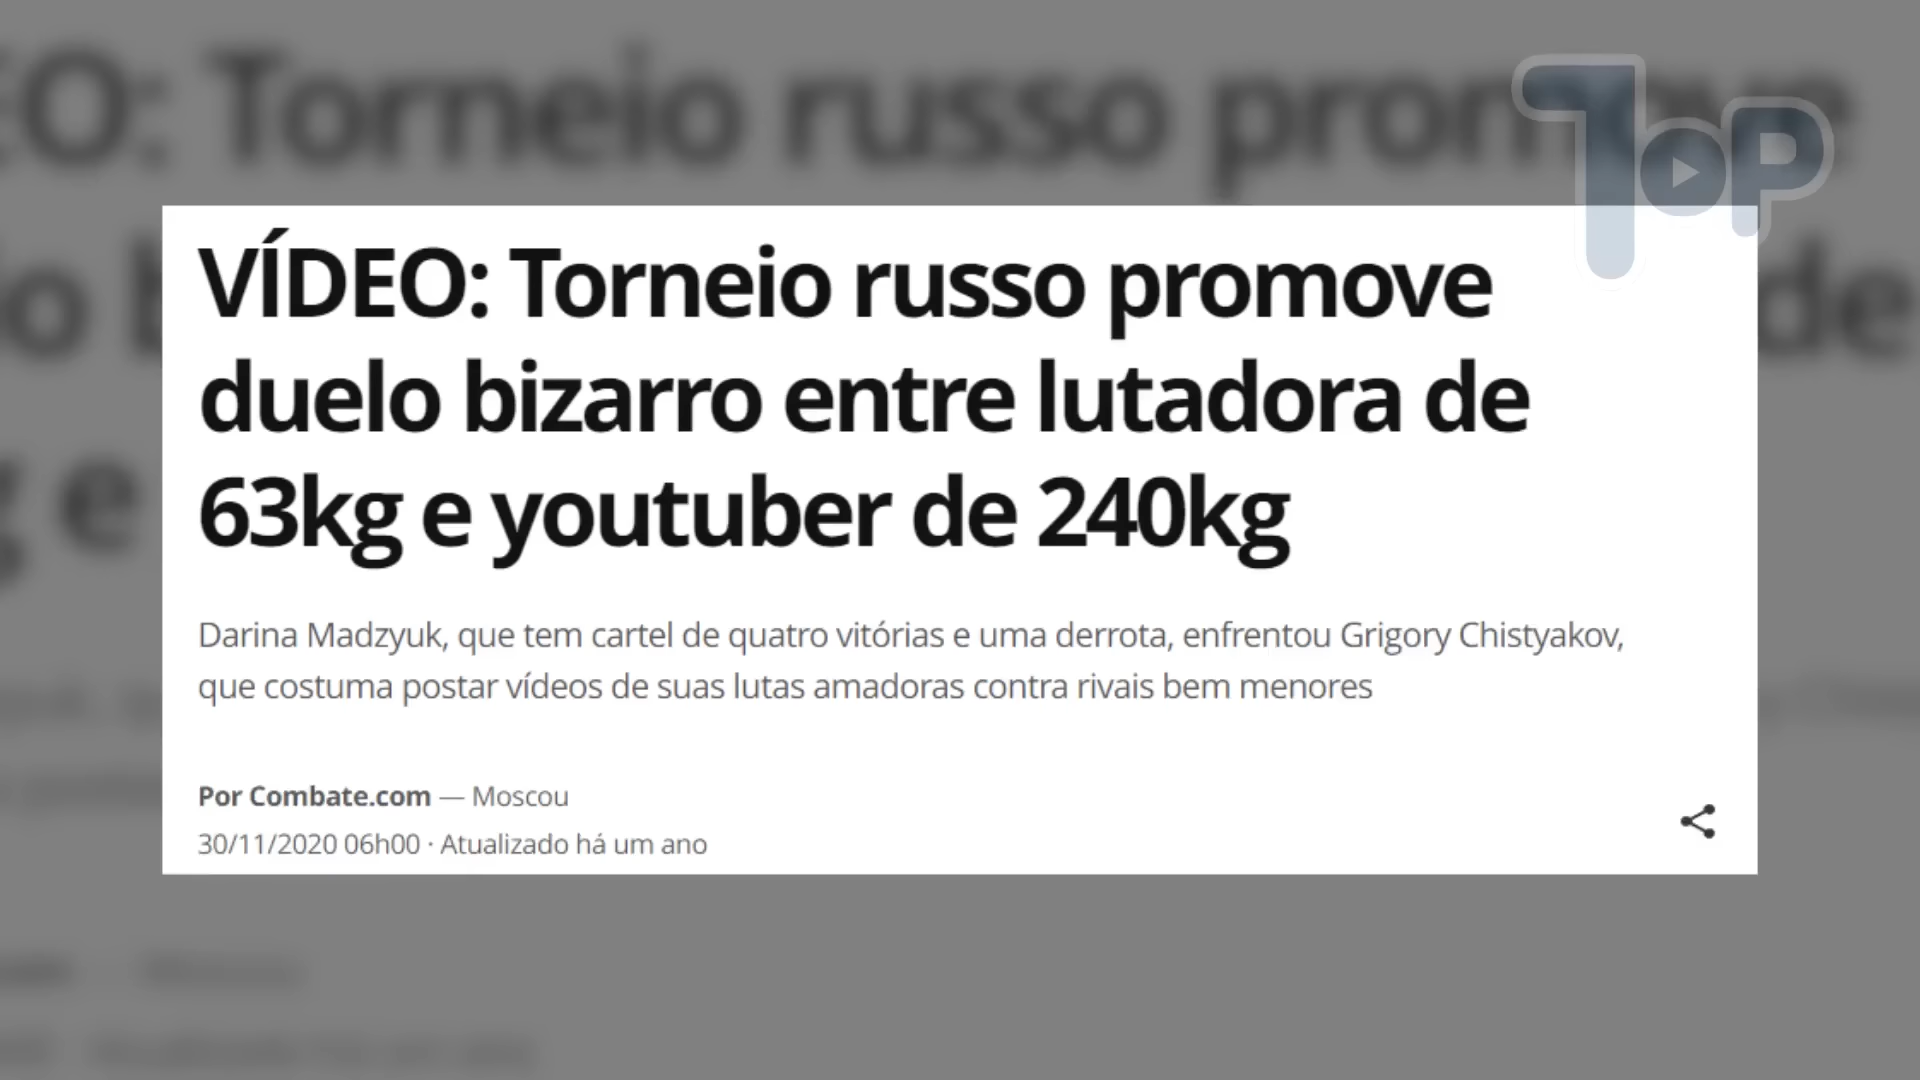 TOP
VÍDEO: Torneio russo promove
duelo bizarro entre lutadora de
63kg e youtuber de 240kg
Darina Madzyuk, que tem cartel de quatro vitórias e uma derrota, enfrentou Grigory Chistyakov,
que costuma postar vídeos de suas lutas amadoras contra rivais bem menores
Por Combate.com — Moscou
30/11/2020 06h00 · Atualizado há um ano